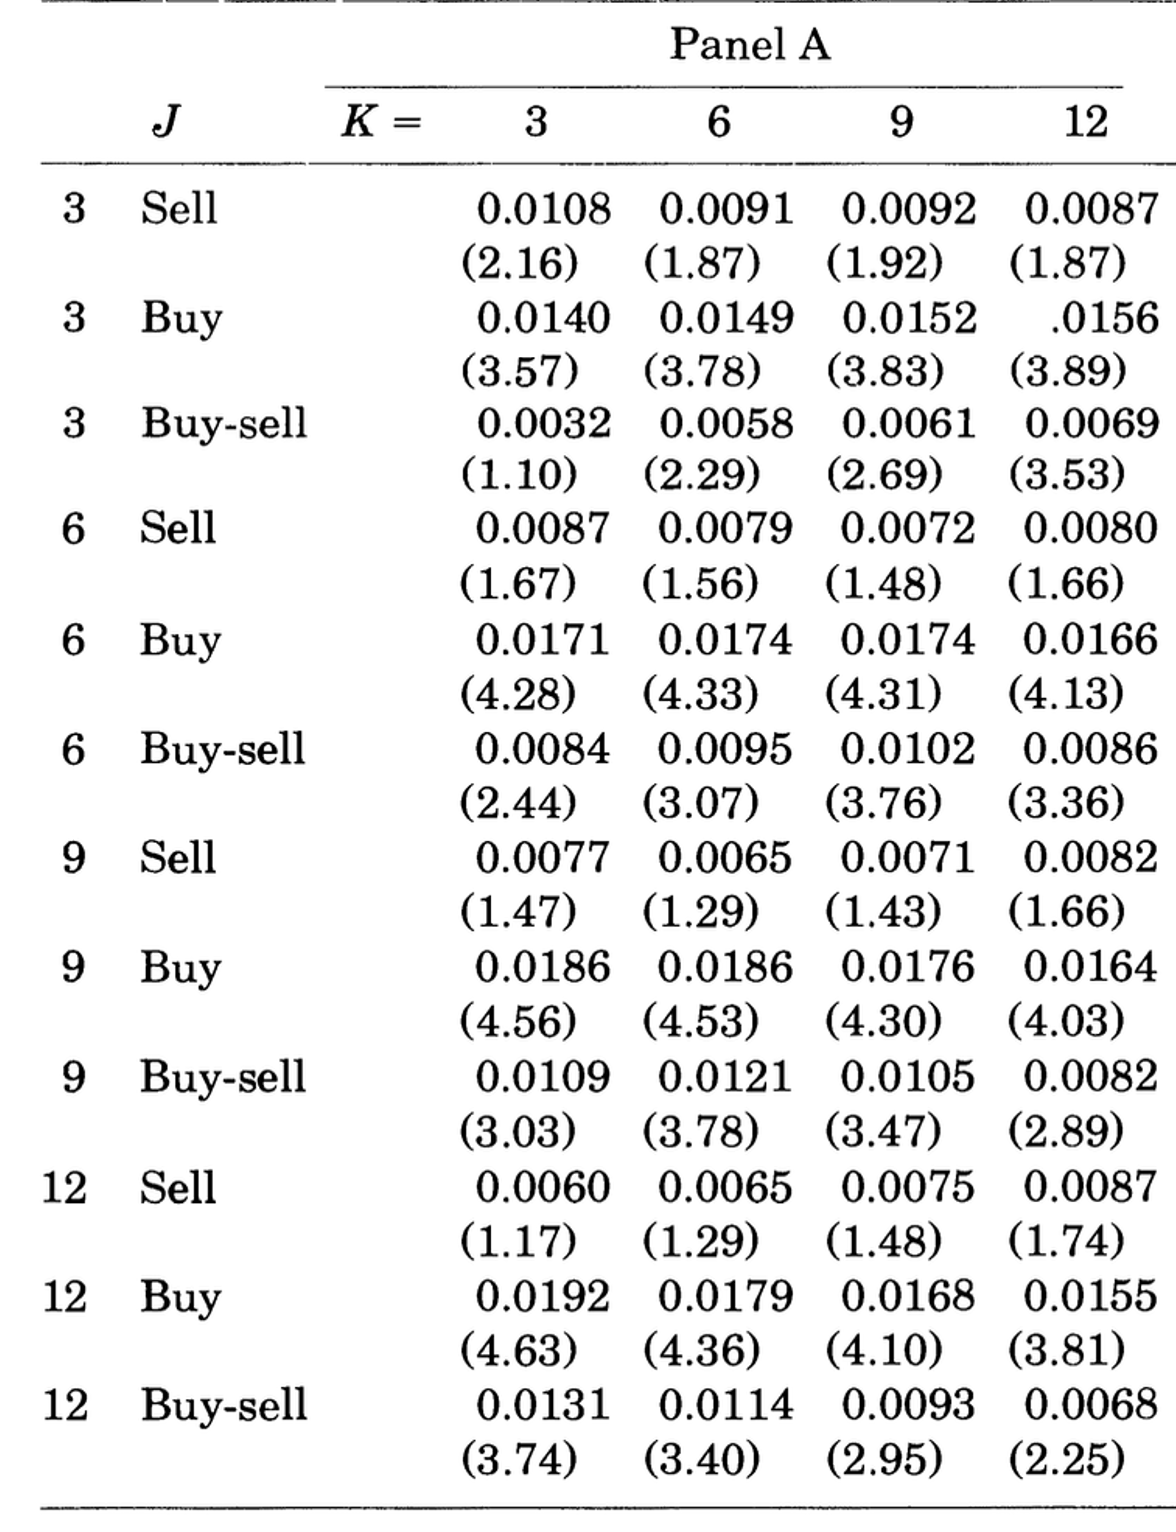 Panel A
J K = 3 6 9 12
3 Sell 0.0108 0.0091 0.0092 0.0087
(2.16) (1.87) (1.92) (1.87)
3 Buy 0.0140 0.0149 0.0152 .0156
(3.57) (3.78) (3.83) (3.89)
3 Buy-sell 0.0032 0.0058 0.0061 0.0069
(1.10) (2.29) (2.69) (3.53)
6 Sell 0.0087 0.0079 0.0072 0.0080
(1.67) (1.56) (1.48) (1.66)
6 Buy 0.0171 0.0174 0.0174 0.0166
(4.28) (4.33) (4.31) (4.13)
6 Buy-sell 0.0084 0.0095 0.0102 0.0086
(2.44) (3.07) (3.76) (3.36)
9 Sell 0.0077 0.0065 0.0071 0.0082
(1.47) (1.29) (1.43) (1.66)
9 Buy 0.0186 0.0186 0.0176 0.0164
(4.56) (4.53) (4.30) (4.03)
9 Buy-sell 0.0109 0.0121 0.0105 0.0082
(3.03) (3.78) (3.47) (2.89)
12 Sell 0.0060 0.0065 0.0075 0.0087
(1.17) (1.29) (1.48) (1.74)
12 Buy 0.0192 0.0179 0.0168 0.0155
(4.63) (4.36) (4.10) (3.81)
12 Buy-sell 0.0131 0.0114 0.0093 0.0068
(3.74) (3.40) (2.95) (2.25)